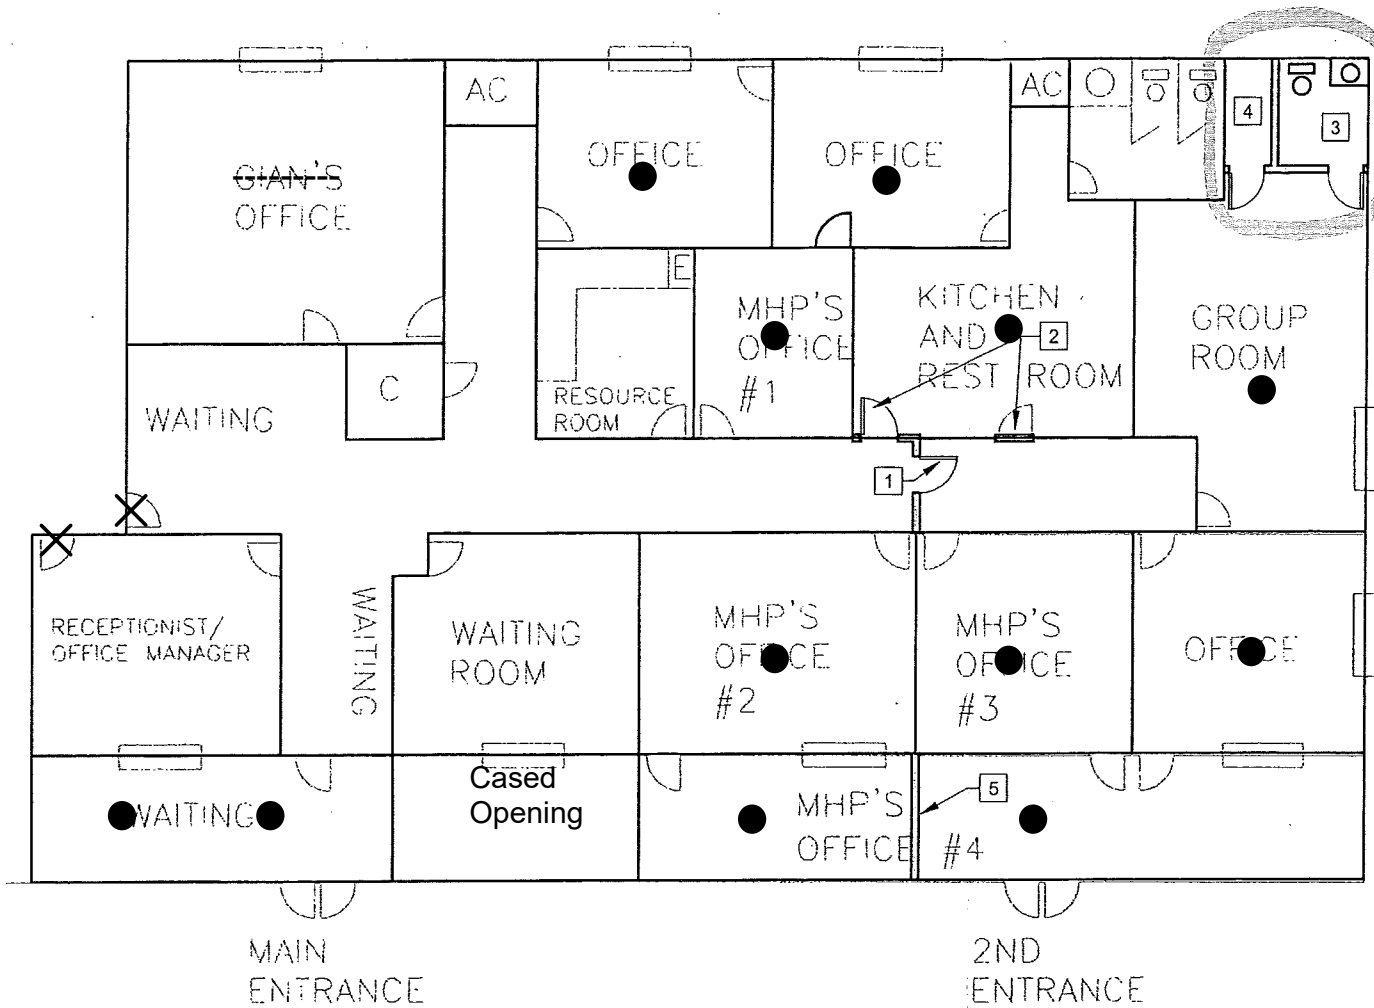 AC
AC
4
3
OFFICE
OFFICE
GIAN'S
OFFICE
E
MHP'S
OFFICE
#1
KITCHEN
AND
REST ROOM
2
GROUP
ROOM
C
RESOURCE
ROOM
WAITING
1
RECEPTIONIST/
OFFICE MANAGER
WAITING
WAITING
ROOM
MHP'S
OFFICE
#2
MHP'S
OFFICE
#3
OFFICE
WAITING
Cased
Opening
MHP'S
OFFICE #4
5
MAIN
ENTRANCE
2ND
ENTRANCE